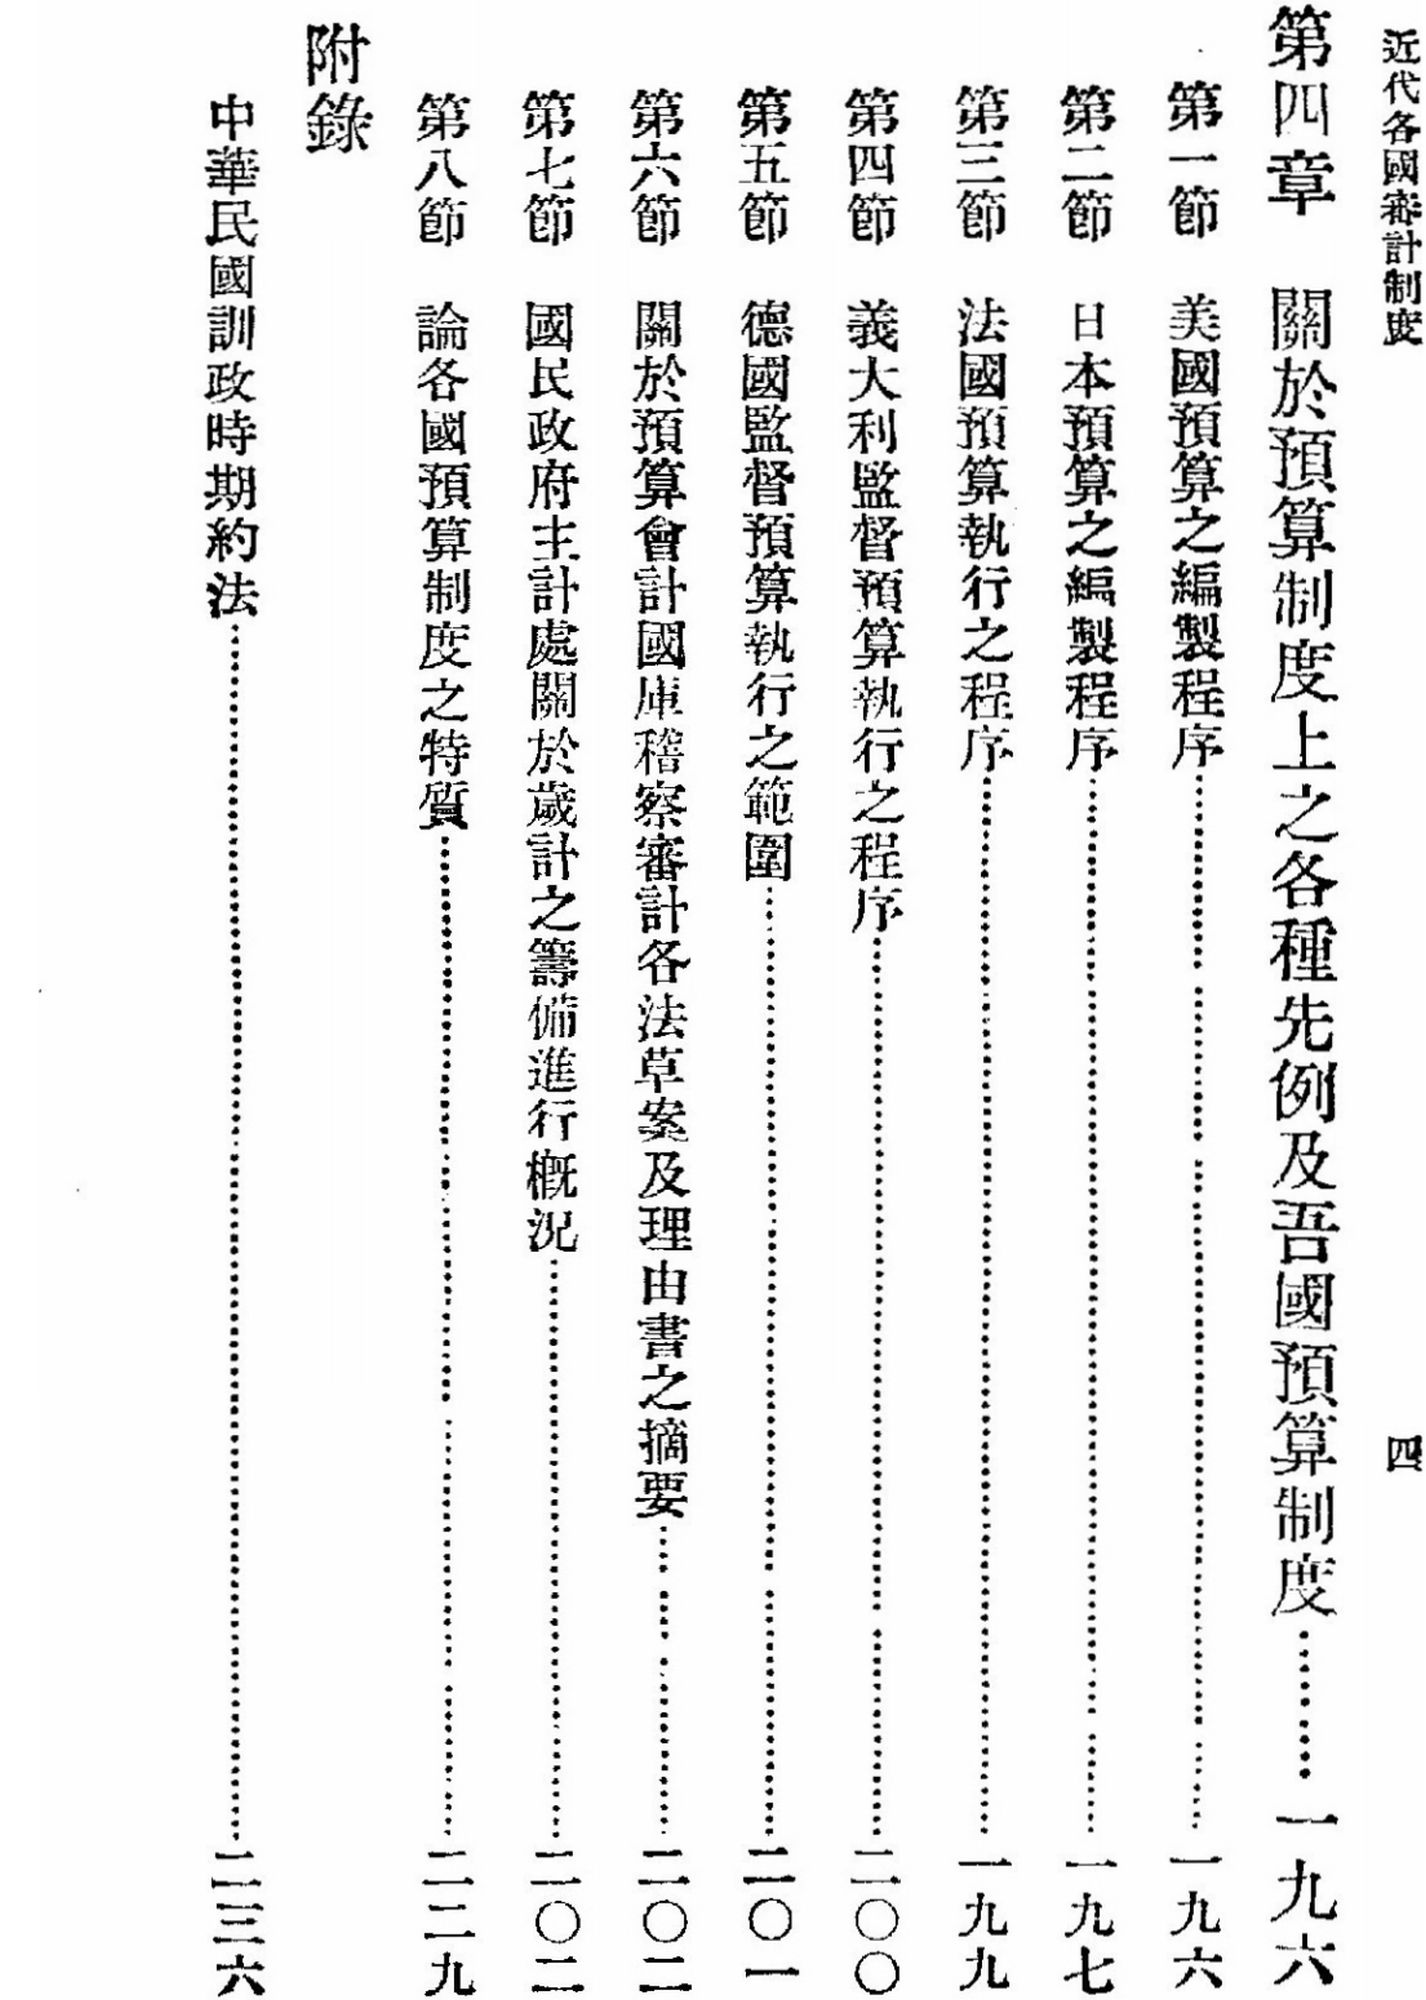 近代各國審計制度 四
第四章 關於預算制度上之各種先例及吾國預算制度………一九六
第一節 美國預算之編製程序………一九六
第二節 日本預算之編製程序………一九七
第三節 法國預算執行之程序………一九九
第四節 義大利監督預算執行之程序………二〇〇
第五節 德國監督預算執行之範圍………二〇一
第六節 關於預算會計國庫稽察審計各法草案及理由書之摘要………二〇二
第七節 國民政府主計處關於歲計之籌備進行概况………二〇二
第八節 論各國預算制度之特質………二二九
附錄
中華民國訓政時期約法………二三六